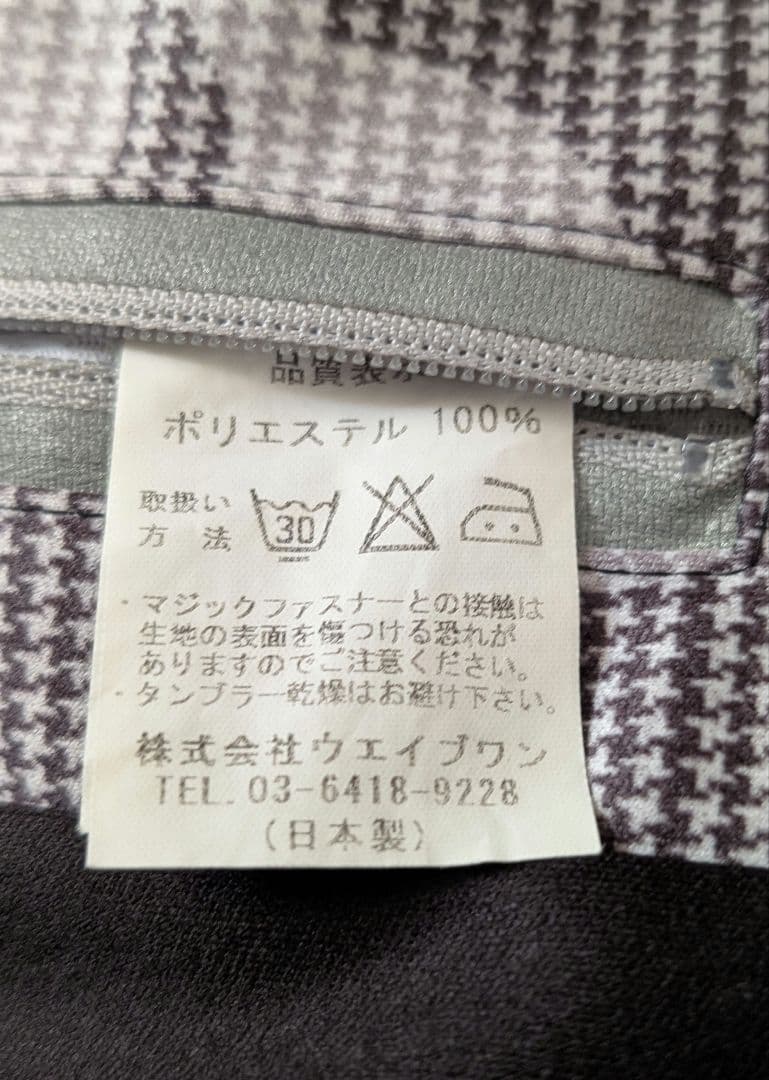 品質表示
ポリエステル 100%
取扱い
方法
30
・マジックファスナーとの接触は
生地の表面を傷つける恐れが
ありますのでご注意ください。
・タンブラー乾燥はお避け下さい。
株式会社ウエイブワン
TEL. 03-6418-9228
(日本製)